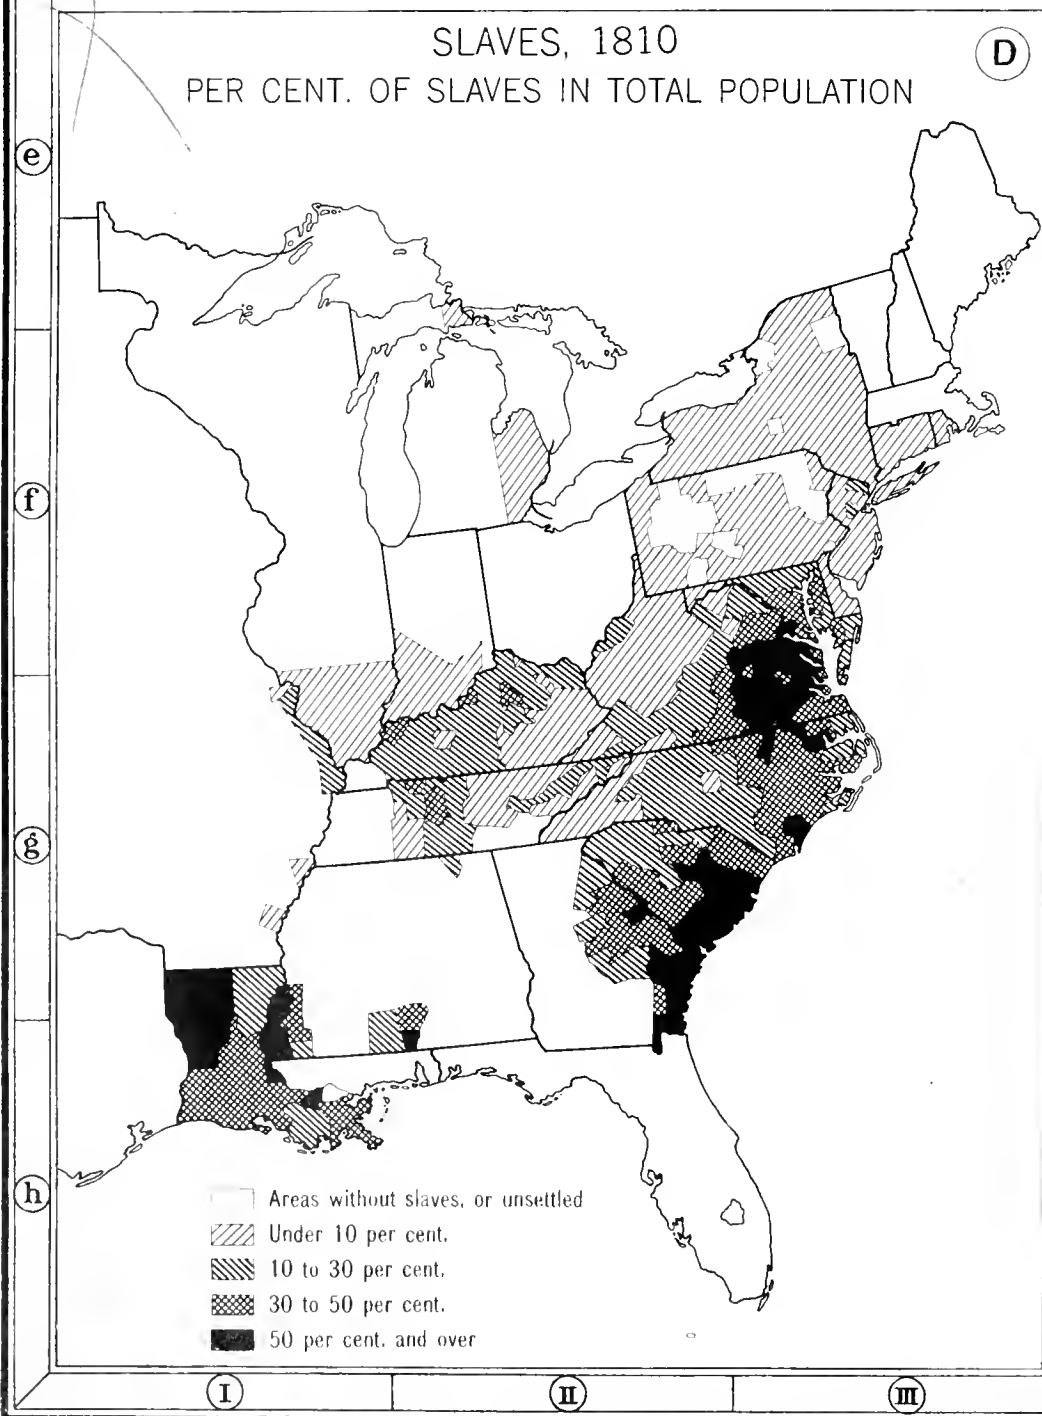 SLAVES, 1810
D
PER CENT. OF SLAVES IN TOTAL POPULATION
e
f
g
h
Areas without slaves, or unsettled
Under 10 per cent.
10 to 30 per cent.
30 to 50 per cent.
50 per cent. and over
I
II
III